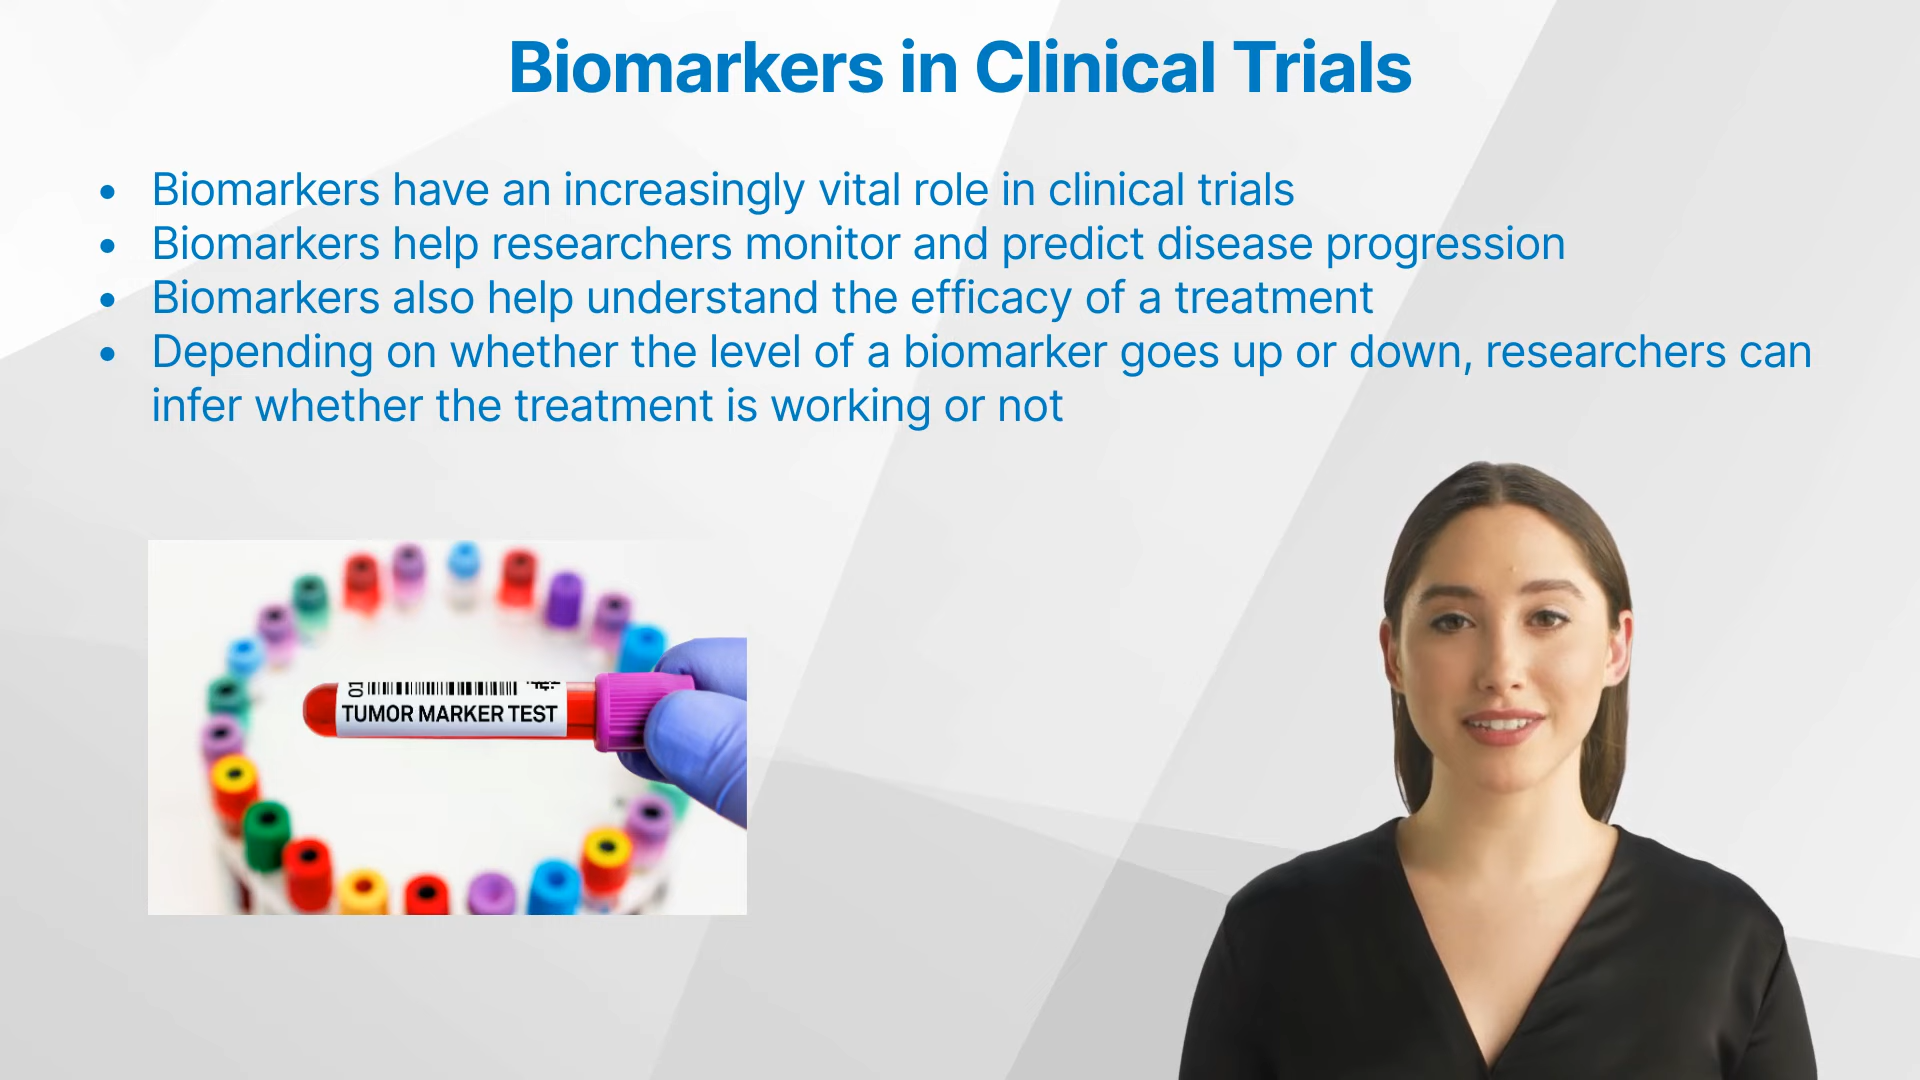 Biomarkers in Clinical Trials
• Biomarkers have an increasingly vital role in clinical trials
• Biomarkers help researchers monitor and predict disease progression
• Biomarkers also help understand the efficacy of a treatment
• Depending on whether the level of a biomarker goes up or down, researchers can
infer whether the treatment is working or not
01
TUMOR MARKER TEST